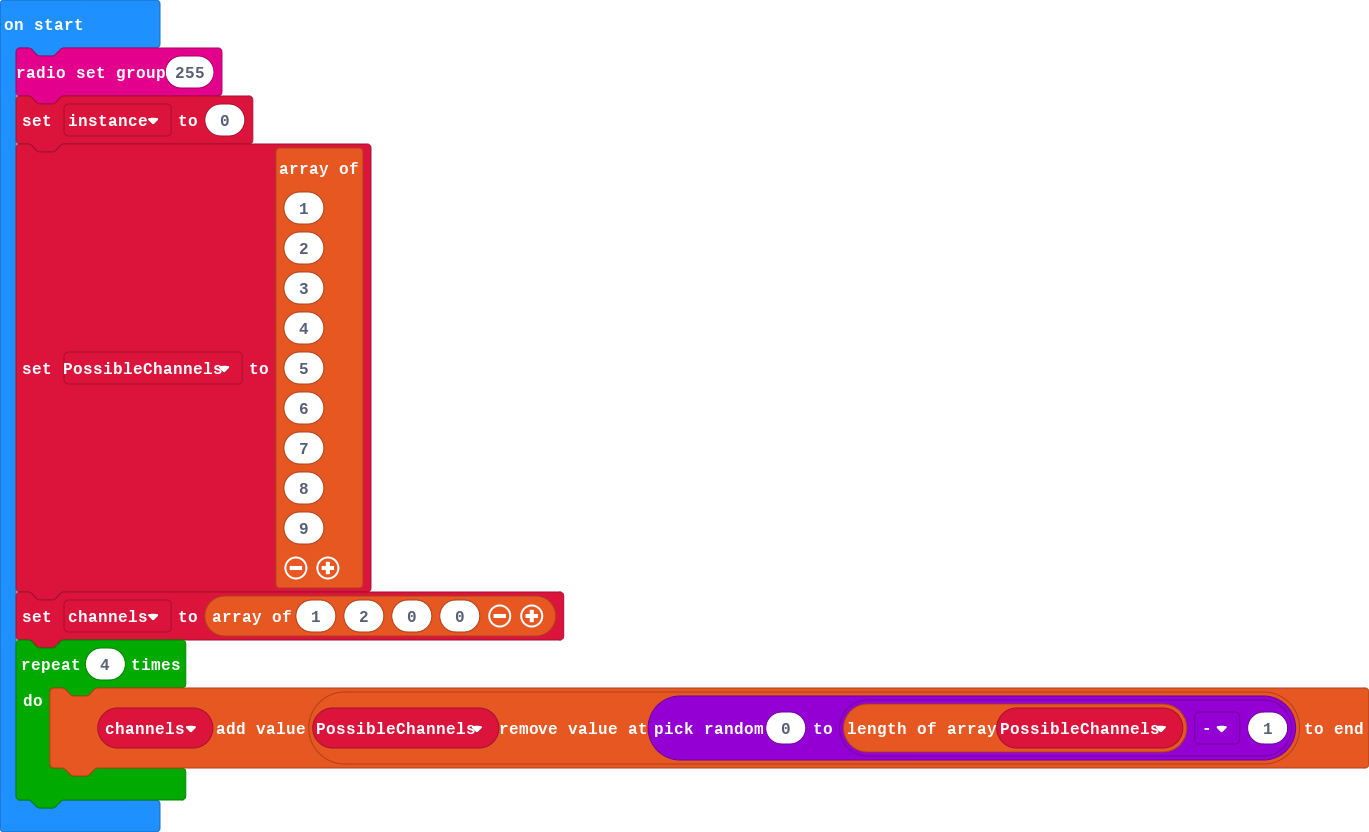 on start
radio set group 255
set instance to 0
array of
1
2
3
4
5
6
7
8
9
set PossibleChannels to
set channels to array of 1 2 0 0
repeat 4 times
do
channels add value PossibleChannels remove value at pick random 0 to length of array PossibleChannels - 1 to end